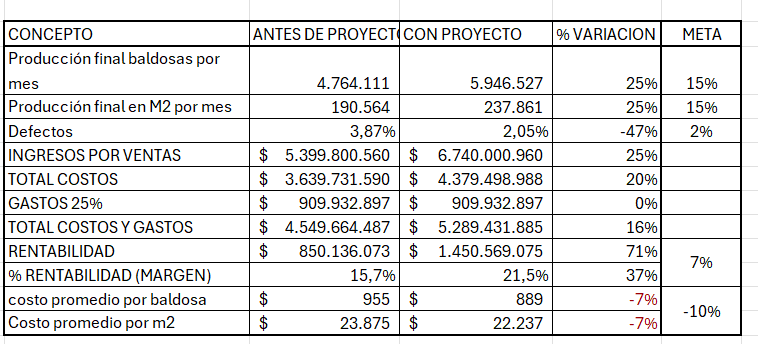 CONCEPTO ANTES DE PROYECT CON PROYECTO % VARIACION META
Producción final baldosas por
mes 4.764.111 5.946.527 25% 15%
Producción final en M2 por mes 190.564 237.861 25% 15%
Defectos 3,87% 2,05% -47% 2%
INGRESOS POR VENTAS $ 5.399.800.560 $ 6.740.000.960 25%
TOTAL COSTOS $ 3.639.731.590 $ 4.379.498.988 20%
GASTOS 25% $ 909.932.897 $ 909.932.897 0%
TOTAL COSTOS Y GASTOS $ 4.549.664.487 $ 5.289.431.885 16%
RENTABILIDAD $ 850.136.073 $ 1.450.569.075 71%
7%
% RENTABILIDAD (MARGEN) 15,7% 21,5% 37%
costo promedio por baldosa $ 955 $ 889 -7%
-10%
Costo promedio por m2 $ 23.875 $ 22.237 -7%